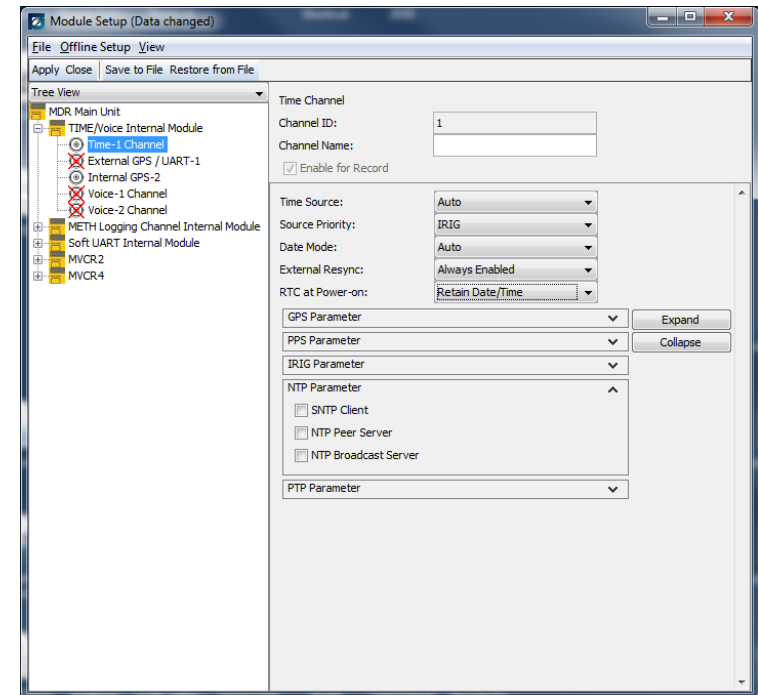 Module Setup (Data changed)
File Offline Setup View
Apply Close Save to File Restore from File
Tree View
MDR Main Unit
TIME/Voice Internal Module
Time-1 Channel
External GPS / UART-1
Internal GPS-2
Voice-1 Channel
Voice-2 Channel
METH Logging Channel Internal Module
Soft UART Internal Module
MVCR2
MVCR4
Time Channel
Channel ID: 1
Channel Name:
Enable for Record
Time Source: Auto
Source Priority: IRIG
Date Mode: Auto
External Resync: Always Enabled
RTC at Power-on: Retain Date/Time
GPS Parameter Expand
PPS Parameter Collapse
IRIG Parameter
NTP Parameter
SNTP Client
NTP Peer Server
NTP Broadcast Server
PTP Parameter